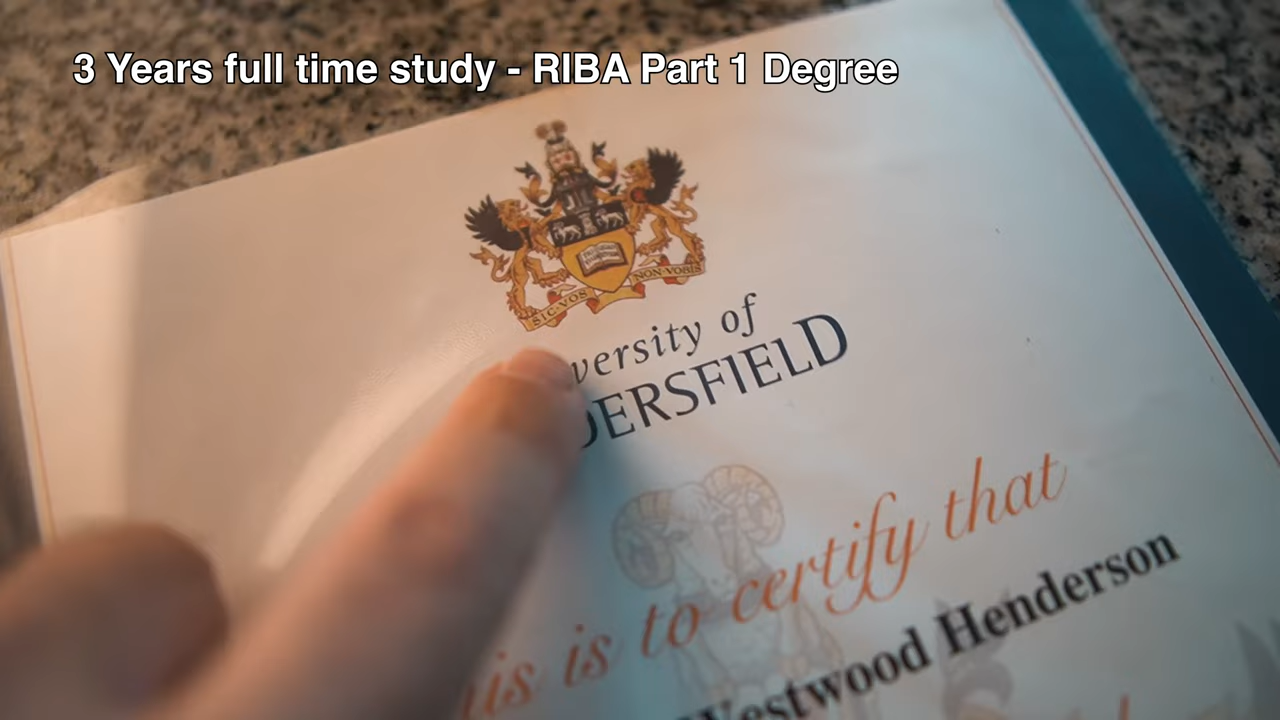 3 Years full time study - RIBA Part 1 Degree
SIC·VOS NON·VOBIS
versity of
DERSFIELD
is is to certify that
Westwood Henderson